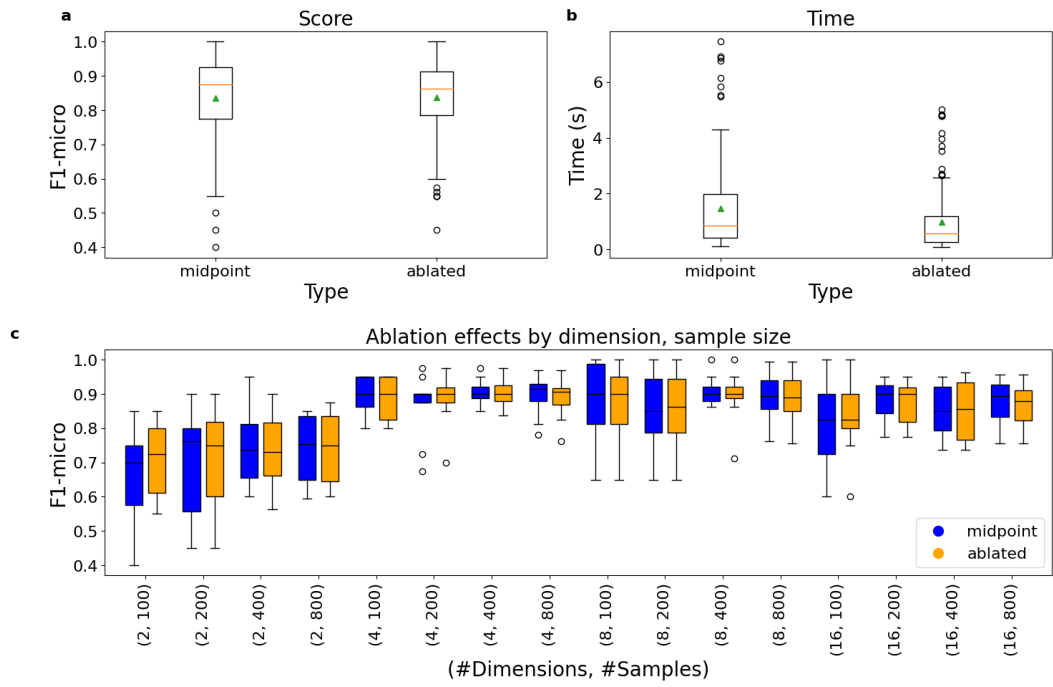 a
Score
F1-micro
1.0
0.9
0.8
0.7
0.6
0.5
0.4
midpoint
ablated
Type
b
Time
Time (s)
6
4
2
0
midpoint
ablated
Type
c
Ablation effects by dimension, sample size
F1-micro
1.0
0.9
0.8
0.7
0.6
0.5
0.4
midpoint
ablated
(2, 100)
(2, 200)
(2, 400)
(2, 800)
(4, 100)
(4, 200)
(4, 400)
(4, 800)
(8, 100)
(8, 200)
(8, 400)
(8, 800)
(16, 100)
(16, 200)
(16, 400)
(16, 800)
(#Dimensions, #Samples)